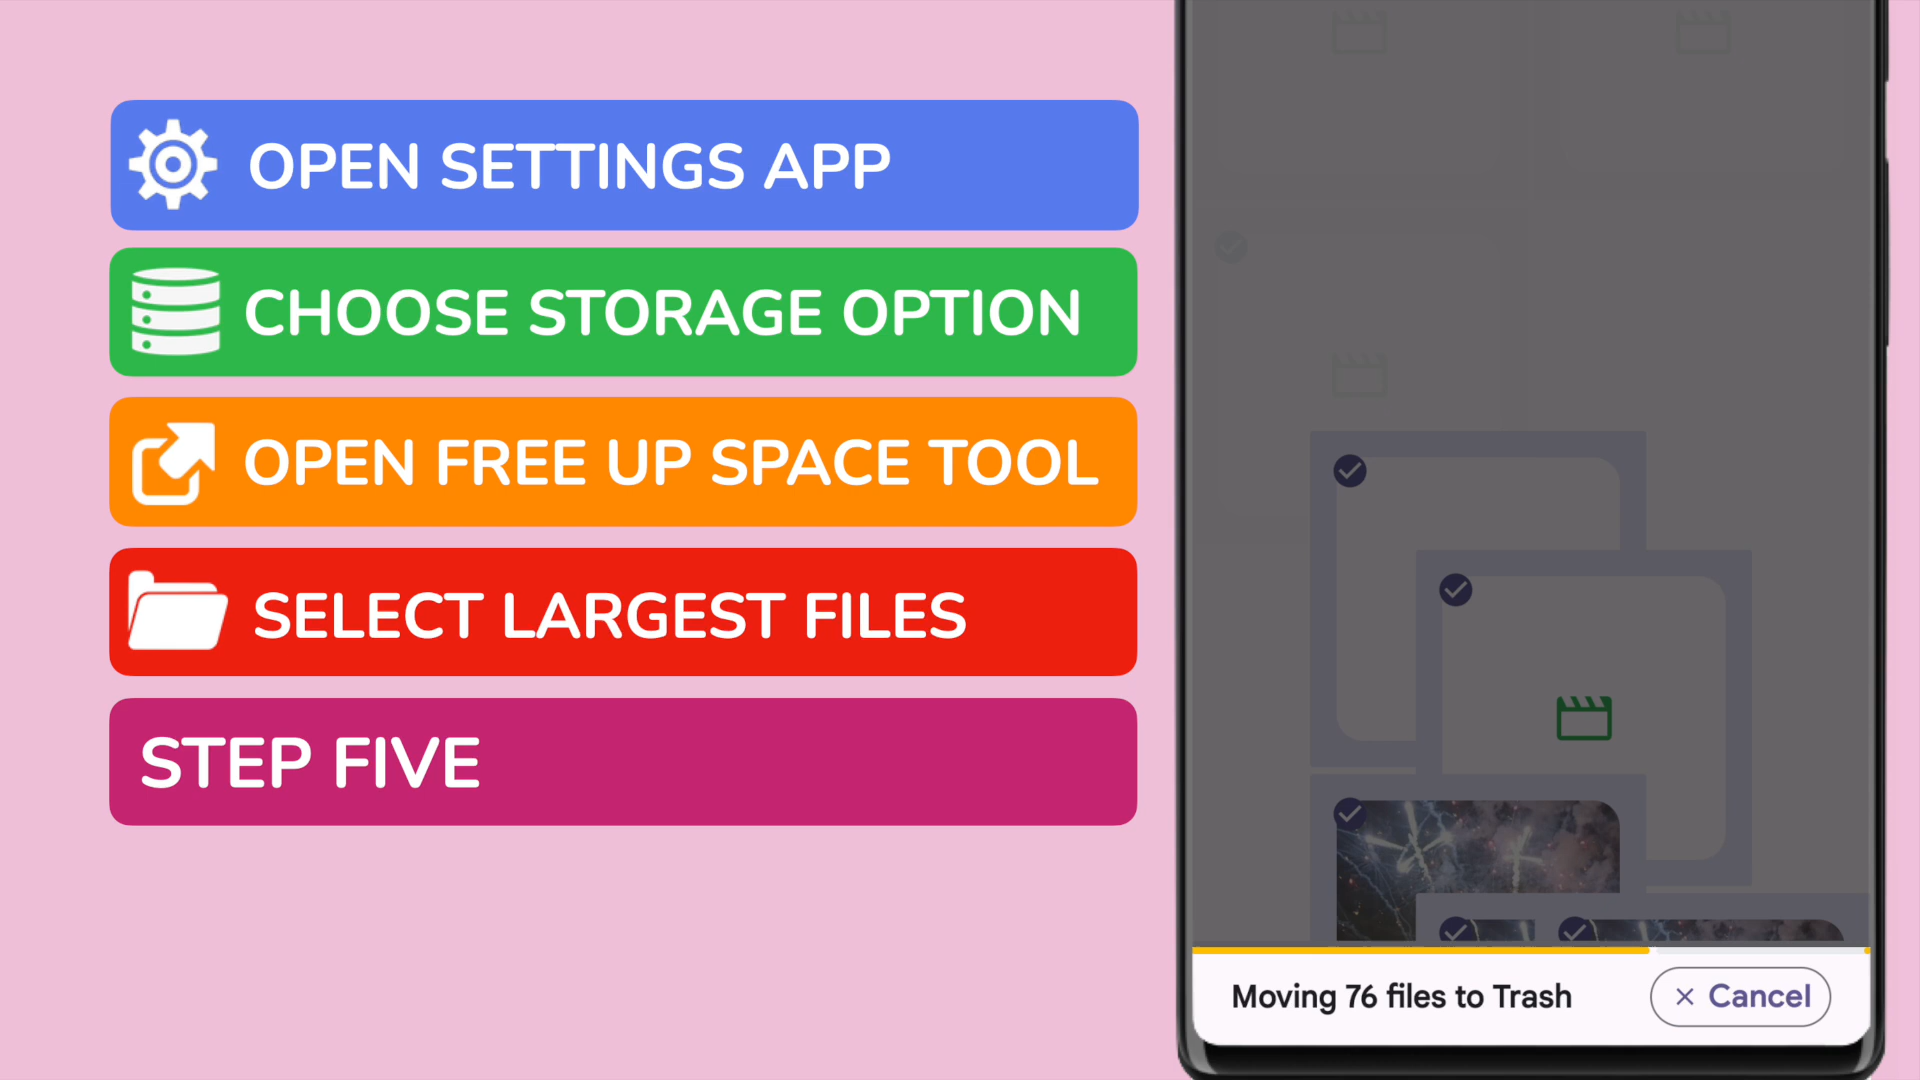 OPEN SETTINGS APP
CHOOSE STORAGE OPTION
OPEN FREE UP SPACE TOOL
SELECT LARGEST FILES
STEP FIVE
Moving 76 files to Trash
Cancel